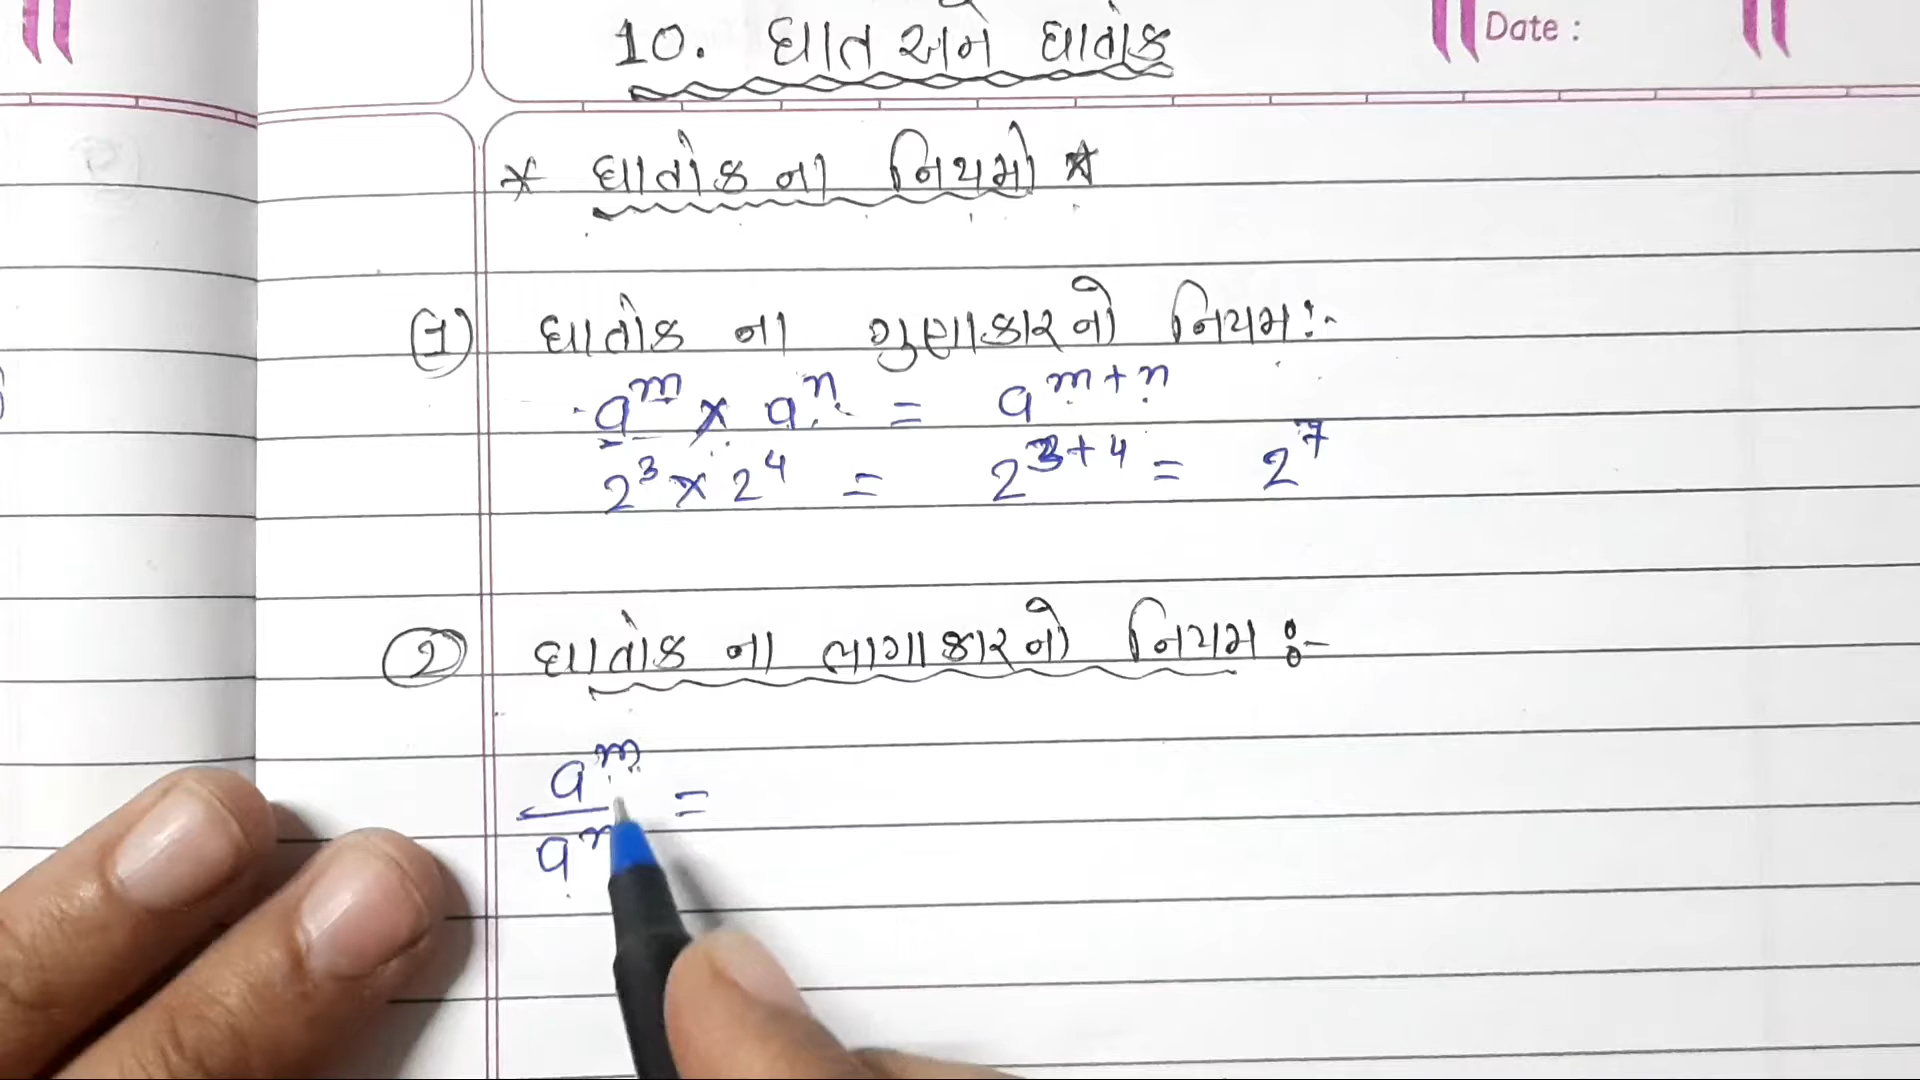 Date :
10. ઘાત અને ઘાતાંક
* ઘાતાંક ના નિયમો *
(1) ઘાતાંક ના ગુણાકારનો નિયમ :-
a^m × a^n = a^{m+n}
2^3 × 2^4 = 2^{3+4} = 2^7
(2) ઘાતાંક ના ભાગાકારનો નિયમ :-
a^m / a^n =